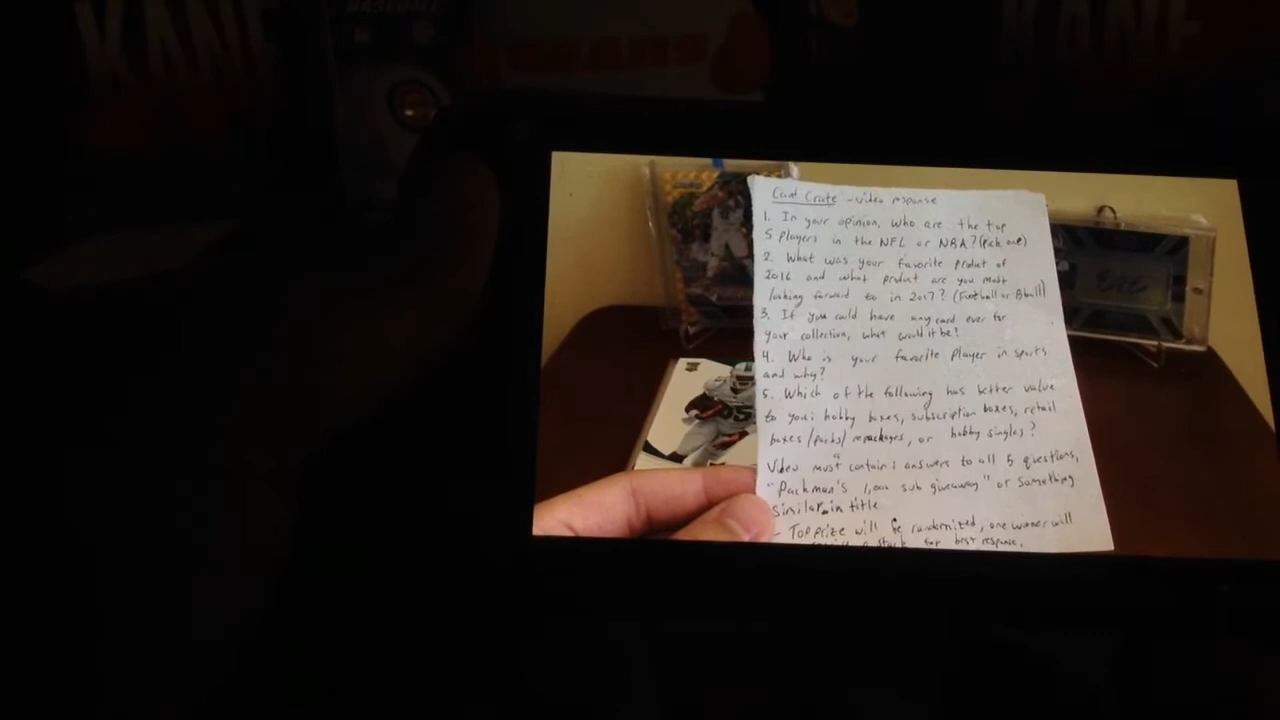 KANE
BASEBALL
KANE
Card Crate - video response
1. In your opinion, who are the top
5 players in the NFL or NBA? (pick one)
2. What was your favorite product of
2016 and what product are you most
looking forward to in 2017? (Football or Bball)
3. If you could have any card ever for
your collection, what would it be?
4. Who is your favorite player in sports
and why?
5. Which of the following has better value
to you: hobby boxes, subscription boxes, retail
boxes/packs/repackages, or hobby singles?
Video must contain: answers to all 5 questions,
"Packman's 1,000 sub giveaway" or something
similar in title
- Top prize will be randomized, one winner will
a stack for best response.